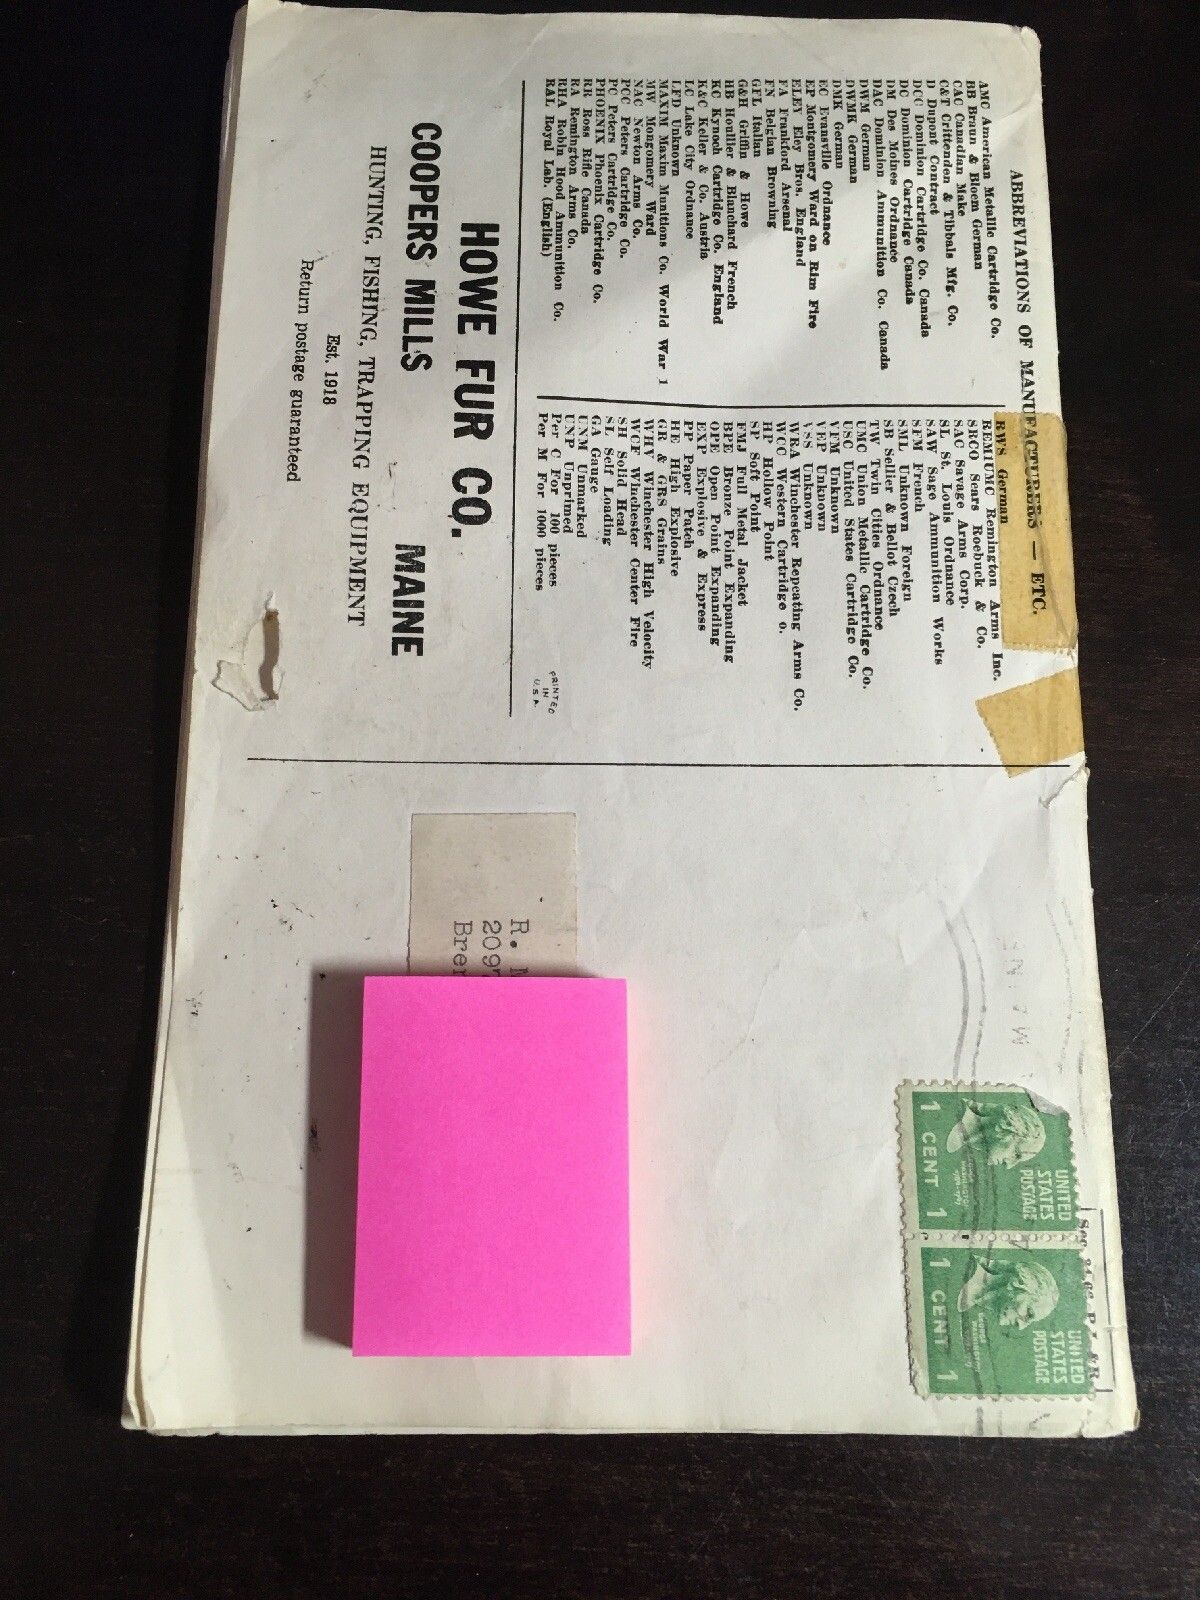 ABBREVIATIONS OF MANUFACTURERS — ETC.
AMC American Metallic Cartridge Co.
BB Braun & Bloem German
CAC Canadian Make
C&T Crittenden & Tibbals Mfg. Co.
D Dupont Contract
DCC Dominion Cartridge Co. Canada
DC Dominion Cartridge Canada
DM Des Moines Ordnance
DAC Dominion Ammunition Co. Canada
DWM German
DWMK German
DMK German
EC Evansville Ordnance
EP Montgomery Ward on Rim Fire
ELEY Eley Bros. England
FA Frankford Arsenal
FN Belgian Browning
GFL Italian
G&H Griffin & Howe
HB Houllier & Blanchard French
KC Kynoch Cartridge Co. England
K&C Keller & Co. Austria
LC Lake City Ordnance
LFD Unknown
MAXIM Maxim Munitions Co. World War 1
MW Mongomery Ward
NAC Newton Arms Co.
PCC Peters Cartridge Co.
PC Peters Cartridge Co.
PHOENIX Phoenix Cartridge Co.
RR Ross Rifle Canada
RA Remington Arms Co.
RHA Robin Hood Ammunition Co.
RAL Royal Lab. (English)
RWS German
REMIUMC Remington Arms Inc.
SRCO Sears Roebuck & Co.
SAC Savage Arms Corp.
SL St. Louis Ordnance
SAW Sage Ammunition Works
SFM French
SML Unknown Foreign
SB Sellier & Bellot Czech
TW Twin Cities Ordnance
UMC Union Metallic Cartridge Co.
USC United States Cartridge Co.
VFM Unknown
VEP Unknown
VSS Unknown
WRA Winchester Repeating Arms Co.
WCC Western Cartridge o.
HP Hollow Point
SP Soft Point
FMJ Full Metal Jacket
BPE Bronze Point Expanding
OPE Open Point Expanding
EXP Explosive & Express
PP Paper Patch
HE High Explosive
GR & GRS Grains
WHV Winchester High Velocity
WCF Winchester Center Fire
SH Solid Head
SL Self Loading
GA Gauge
UNM Unmarked
UNP Unprimed
Per C For 100 pieces
Per M For 1000 pieces
PRINTED
IN
U.S.A.
HOWE FUR CO.
COOPERS MILLS MAINE
HUNTING, FISHING, TRAPPING EQUIPMENT
Est. 1918
Return postage guaranteed
Sec. P. L. & R.
UNITED
STATES
POSTAGE
GEORGE
WASHINGTON
1 CENT 1
UNITED
STATES
POSTAGE
GEORGE
WASHINGTON
1 CENT 1
R.
209
Bre